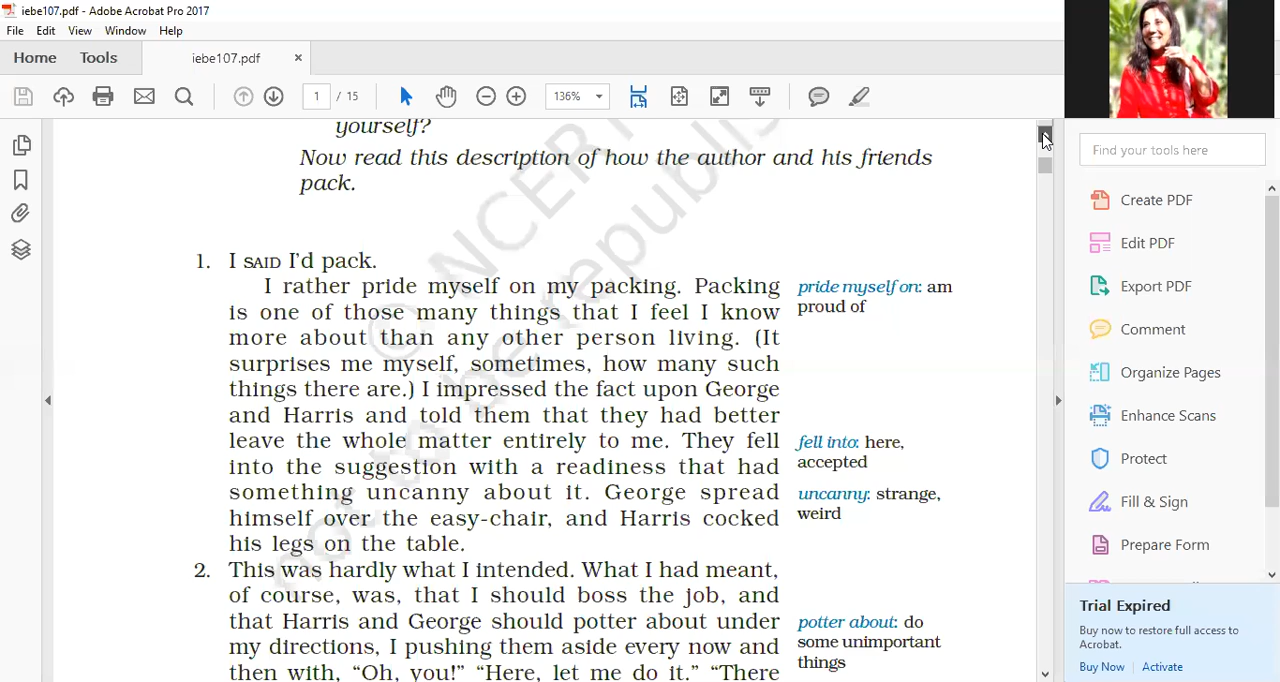 iebe107.pdf - Adobe Acrobat Pro 2017
File Edit View Window Help
Home Tools iebe107.pdf ×
1 / 15 136%
yourself?
Now read this description of how the author and his friends
pack.
1. I SAID I'd pack.
I rather pride myself on my packing. Packing
is one of those many things that I feel I know
more about than any other person living. (It
surprises me myself, sometimes, how many such
things there are.) I impressed the fact upon George
and Harris and told them that they had better
leave the whole matter entirely to me. They fell
into the suggestion with a readiness that had
something uncanny about it. George spread
himself over the easy-chair, and Harris cocked
his legs on the table.
2. This was hardly what I intended. What I had meant,
of course, was, that I should boss the job, and
that Harris and George should potter about under
my directions, I pushing them aside every now and
then with, “Oh, you!” “Here, let me do it.” “There
pride myself on: am
proud of
fell into: here,
accepted
uncanny: strange,
weird
potter about: do
some unimportant
things
© NCERT
not to be republis
Find your tools here
Create PDF
Edit PDF
Export PDF
Comment
Organize Pages
Enhance Scans
Protect
Fill & Sign
Prepare Form
Trial Expired
Buy now to restore full access to
Acrobat.
Buy Now | Activate